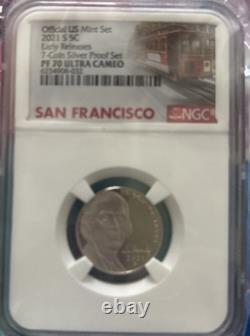 Official US Mint Set
2021 S 5C
Early Releases
7-Coin Silver Proof Set
PF 70 ULTRA CAMEO
6254908-032
SAN FRANCISCO
NGC
2021
S